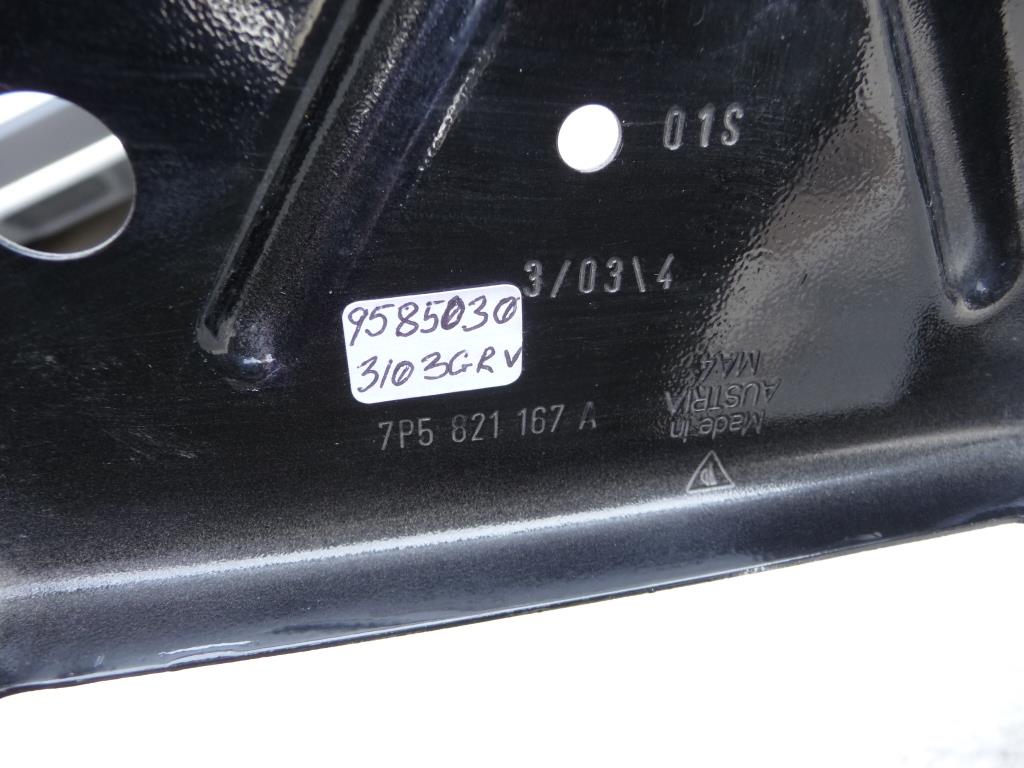 01S
3/03\4
9585030
3103GRV
7P5 821 167 A
Made in
AUSTRIA
MA4